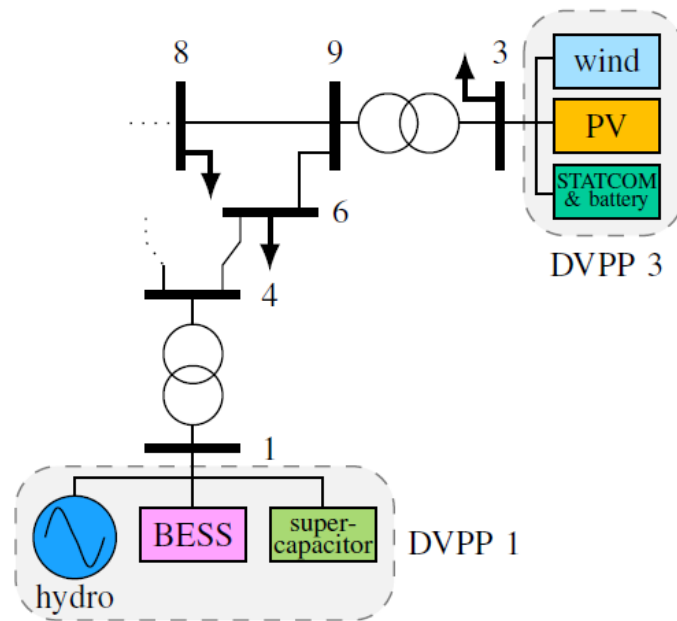 8
9
3
wind
PV
STATCOM
& battery
DVPP 3
6
4
1
hydro
BESS
super-
capacitor
DVPP 1